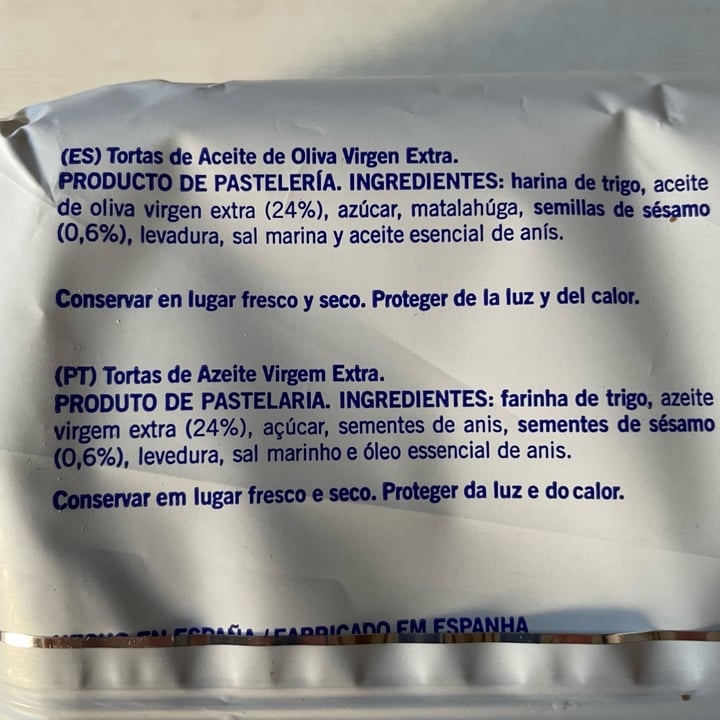 (ES) Tortas de Aceite de Oliva Virgen Extra.
PRODUCTO DE PASTELERÍA. INGREDIENTES: harina de trigo, aceite
de oliva virgen extra (24%), azúcar, matalahúga, semillas de sésamo
(0,6%), levadura, sal marina y aceite esencial de anís.
Conservar en lugar fresco y seco. Proteger de la luz y del calor.
(PT) Tortas de Azeite Virgem Extra.
PRODUTO DE PASTELARIA. INGREDIENTES: farinha de trigo, azeite
virgem extra (24%), açúcar, sementes de anis, sementes de sésamo
(0,6%), levedura, sal marinho e óleo essencial de anis.
Conservar em lugar fresco e seco. Proteger da luz e do calor.
HECHO EN ESPAÑA / FABRICADO EM ESPANHA